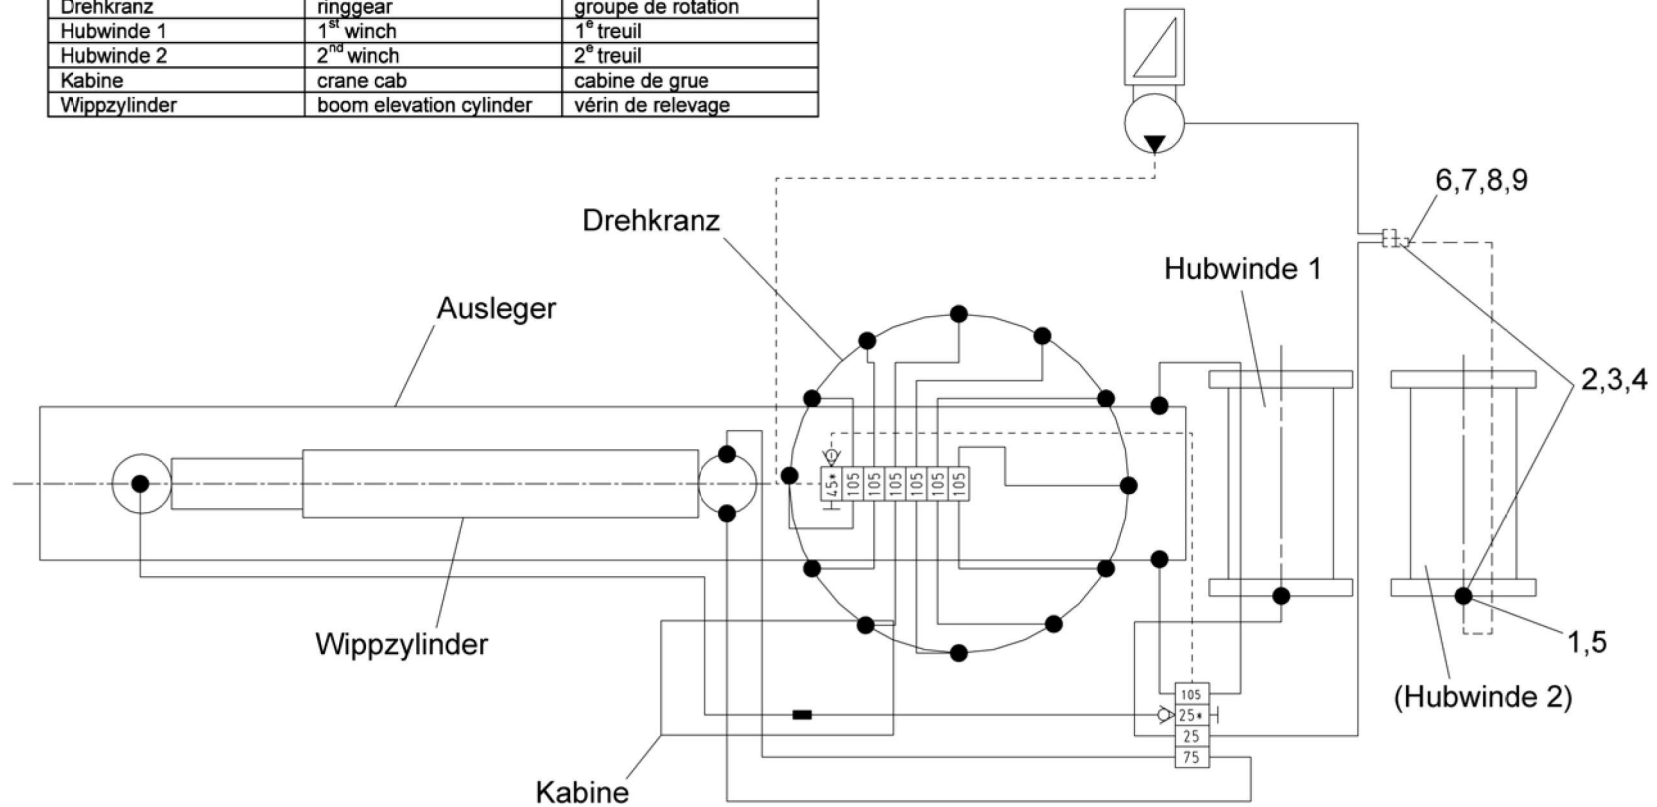 Drehkranz ringgear groupe de rotation
Hubwinde 1 1st winch 1e treuil
Hubwinde 2 2nd winch 2e treuil
Kabine crane cab cabine de grue
Wippzylinder boom elevation cylinder vérin de relevage
6,7,8,9
Drehkranz
Hubwinde 1
Ausleger
2,3,4
45* 105 105 105 105 105 105
Wippzylinder
1,5
(Hubwinde 2)
105
25*
25
75
Kabine